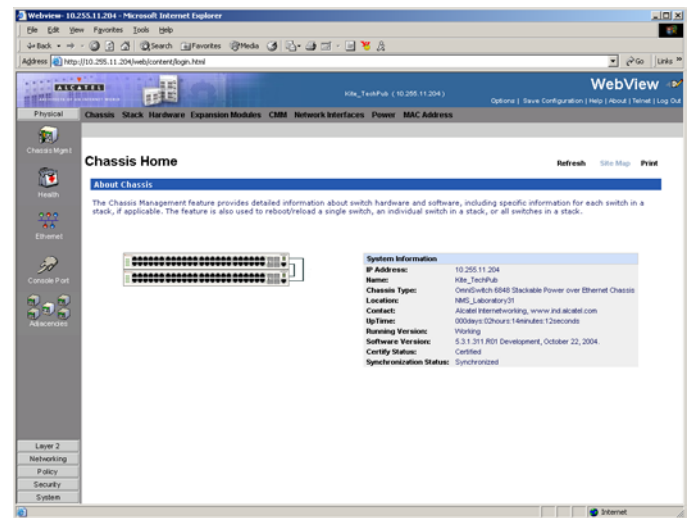 Webview- 10.255.11.204 - Microsoft Internet Explorer
File Edit View Favorites Tools Help
Back Search Favorites Media
Address http://10.255.11.204/web/content/login.html Go Links »
ALCATEL
Kite_TechPub ( 10.255.11.204 )
WebView
Options | Save Configuration | Help | About | Telnet | Log Out
Physical Chassis Stack Hardware Expansion Modules CMM Network Interfaces Power MAC Address
Chassis Mgmt
Chassis Home
Refresh Site Map Print
About Chassis
The Chassis Management feature provides detailed information about switch hardware and software, including specific information for each switch in a
stack, if applicable. The feature is also used to reboot/reload a single switch, an individual switch in a stack, or all switches in a stack.
Health
Ethernet
Console Port
Adjacencies
System Information
IP Address: 10.255.11.204
Name: Kite_TechPub
Chassis Type: OmniSwitch 6848 Stackable Power over Ethernet Chassis
Location: NMS_Laboratory31
Contact: Alcatel Internetworking, www.ind.alcatel.com
UpTime: 000days:02hours:14minutes:12seconds
Running Version: Working
Software Version: 5.3.1.311.R01 Development, October 22, 2004.
Certify Status: Certified
Synchronization Status: Synchronized
Layer 2
Networking
Policy
Security
System
Internet